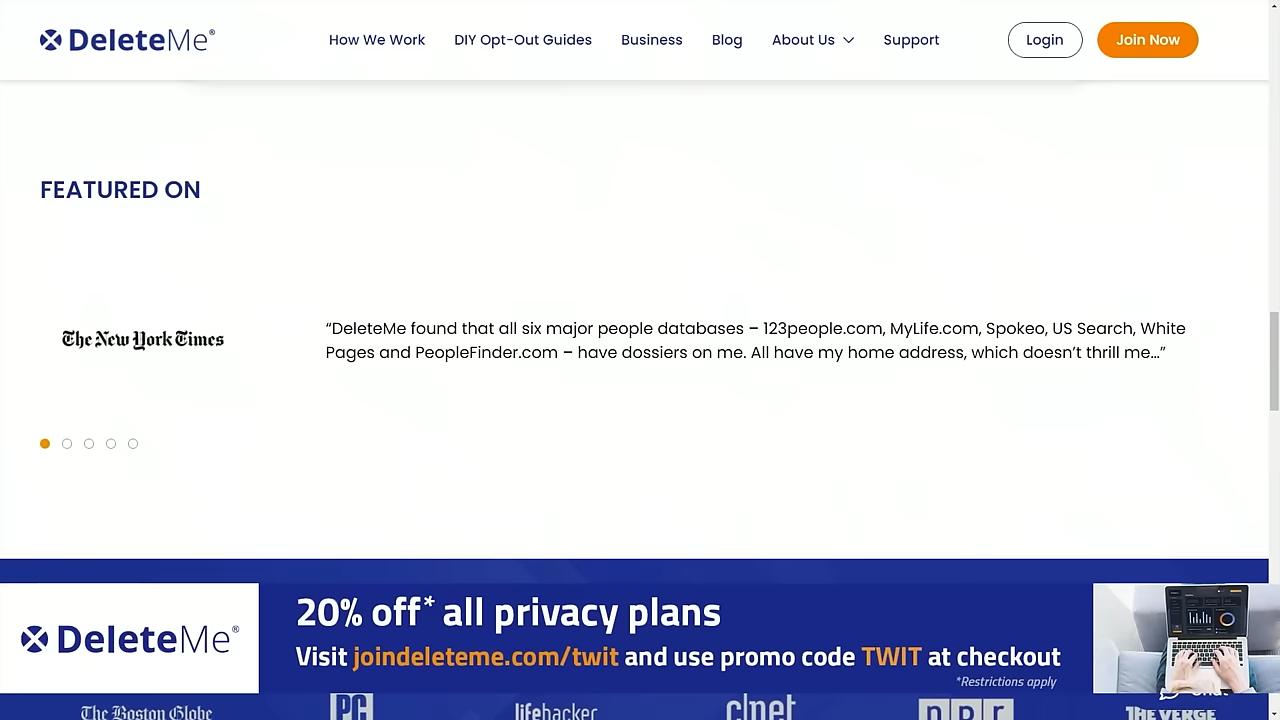 DeleteMe®
How We Work
DIY Opt-Out Guides
Business
Blog
About Us
Support
Login
Join Now
FEATURED ON
The New York Times
“DeleteMe found that all six major people databases – 123people.com, MyLife.com, Spokeo, US Search, White
Pages and PeopleFinder.com – have dossiers on me. All have my home address, which doesn’t thrill me...”
DeleteMe®
20% off* all privacy plans
Visit joindeleteme.com/twit and use promo code TWIT at checkout
*Restrictions apply
The Boston Globe
PC
lifehacker
c|net
npr
THE VERGE